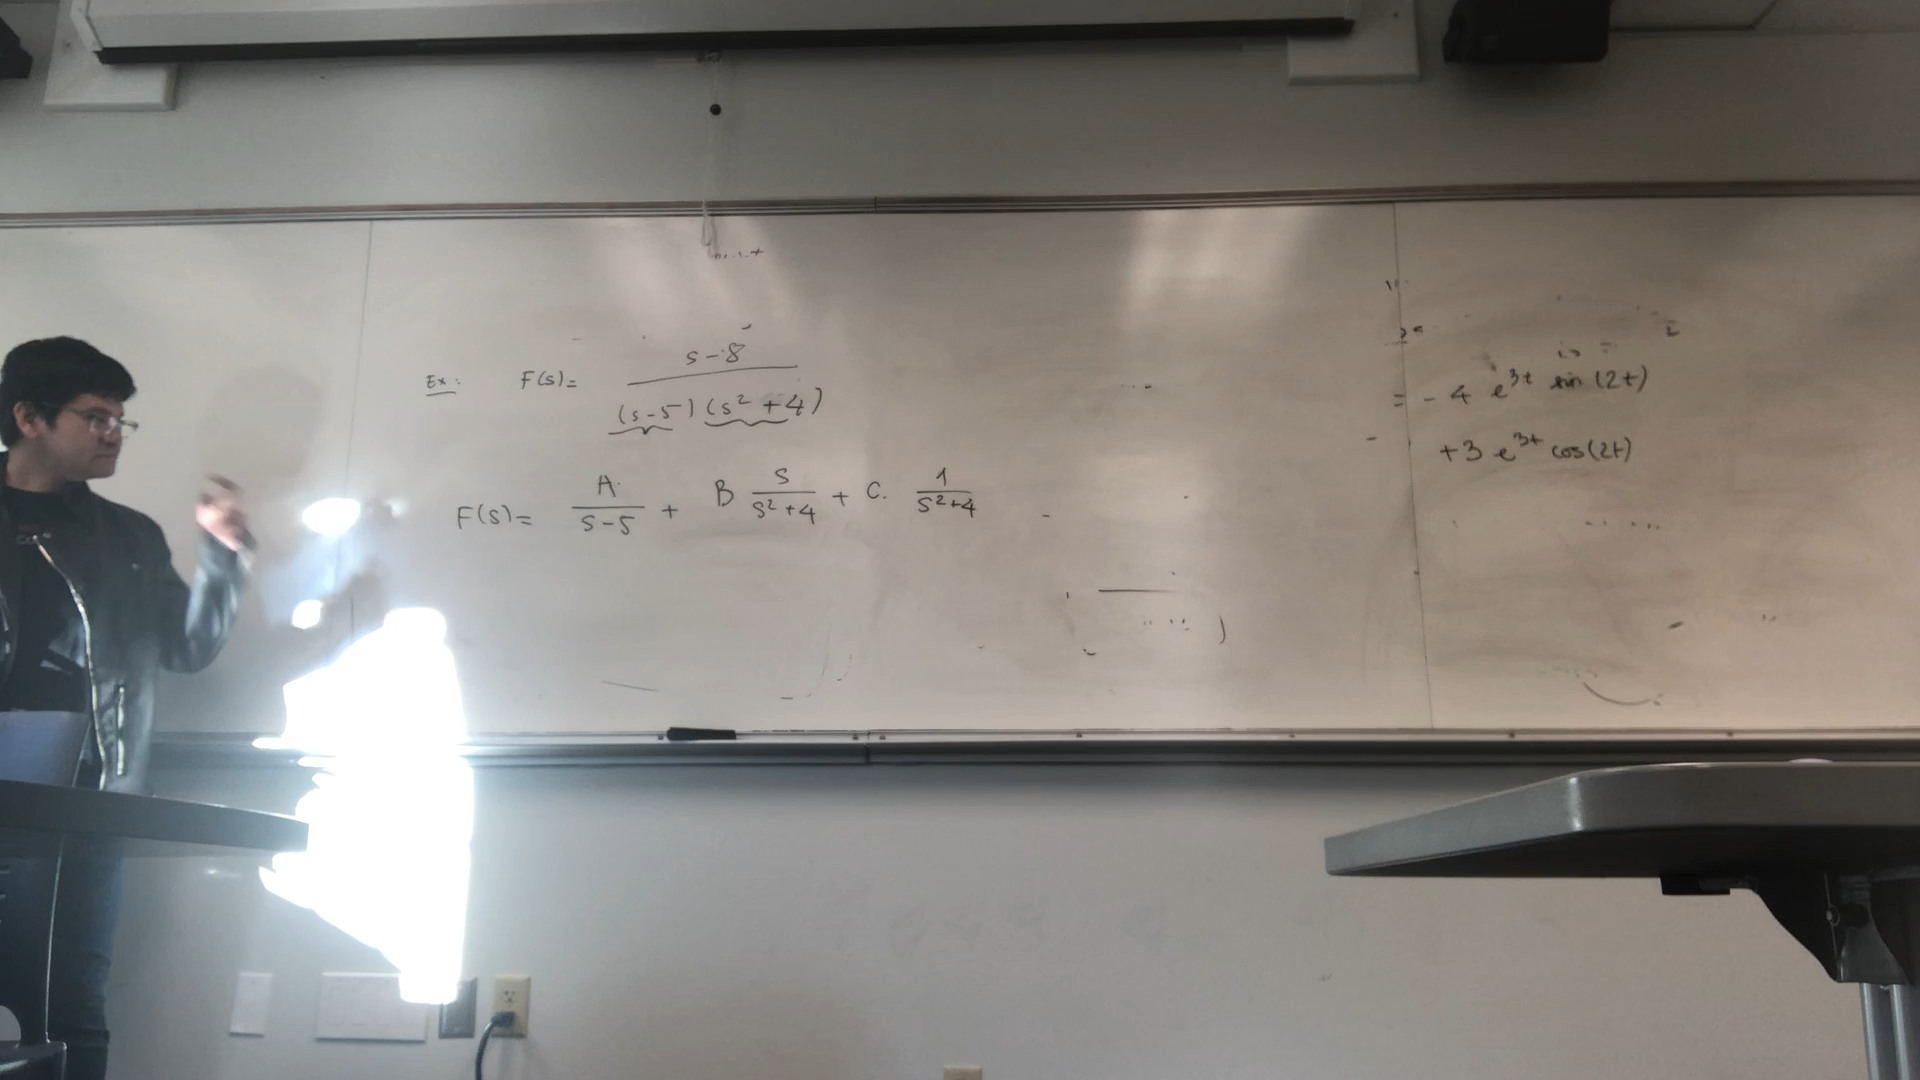 Ex: F(s)= s-8 / (s-5)(s²+4)
F(s)= A / s-5 + B s / s²+4 + C. 1 / s²+4
= - 4 e^3t sin (2t)
+3 e^3t cos(2t)